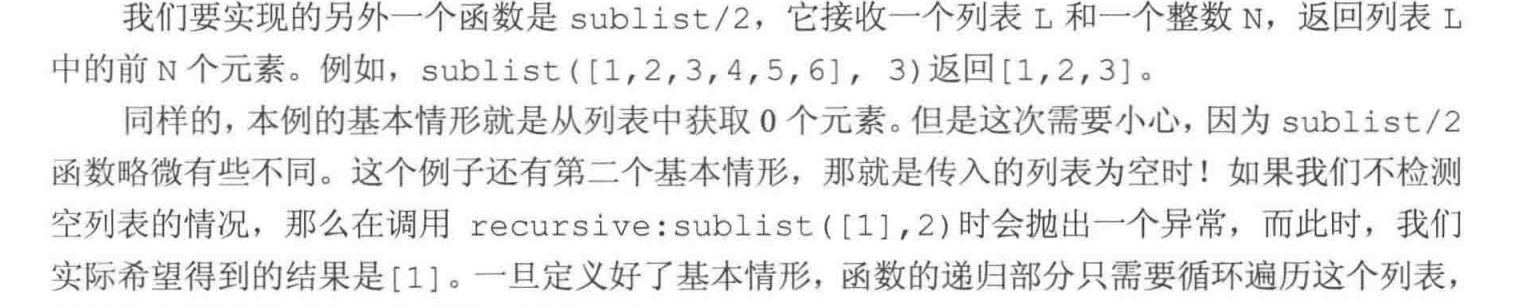 我们要实现的另外一个函数是 sublist/2，它接收一个列表 L 和一个整数 N，返回列表 L
中的前 N 个元素。例如，sublist([1,2,3,4,5,6], 3)返回[1,2,3]。
同样的，本例的基本情形就是从列表中获取 0 个元素。但是这次需要小心，因为 sublist/2
函数略微有些不同。这个例子还有第二个基本情形，那就是传入的列表为空时！如果我们不检测
空列表的情况，那么在调用 recursive:sublist([1],2)时会抛出一个异常，而此时，我们
实际希望得到的结果是[1]。一旦定义好了基本情形，函数的递归部分只需要循环遍历这个列表，